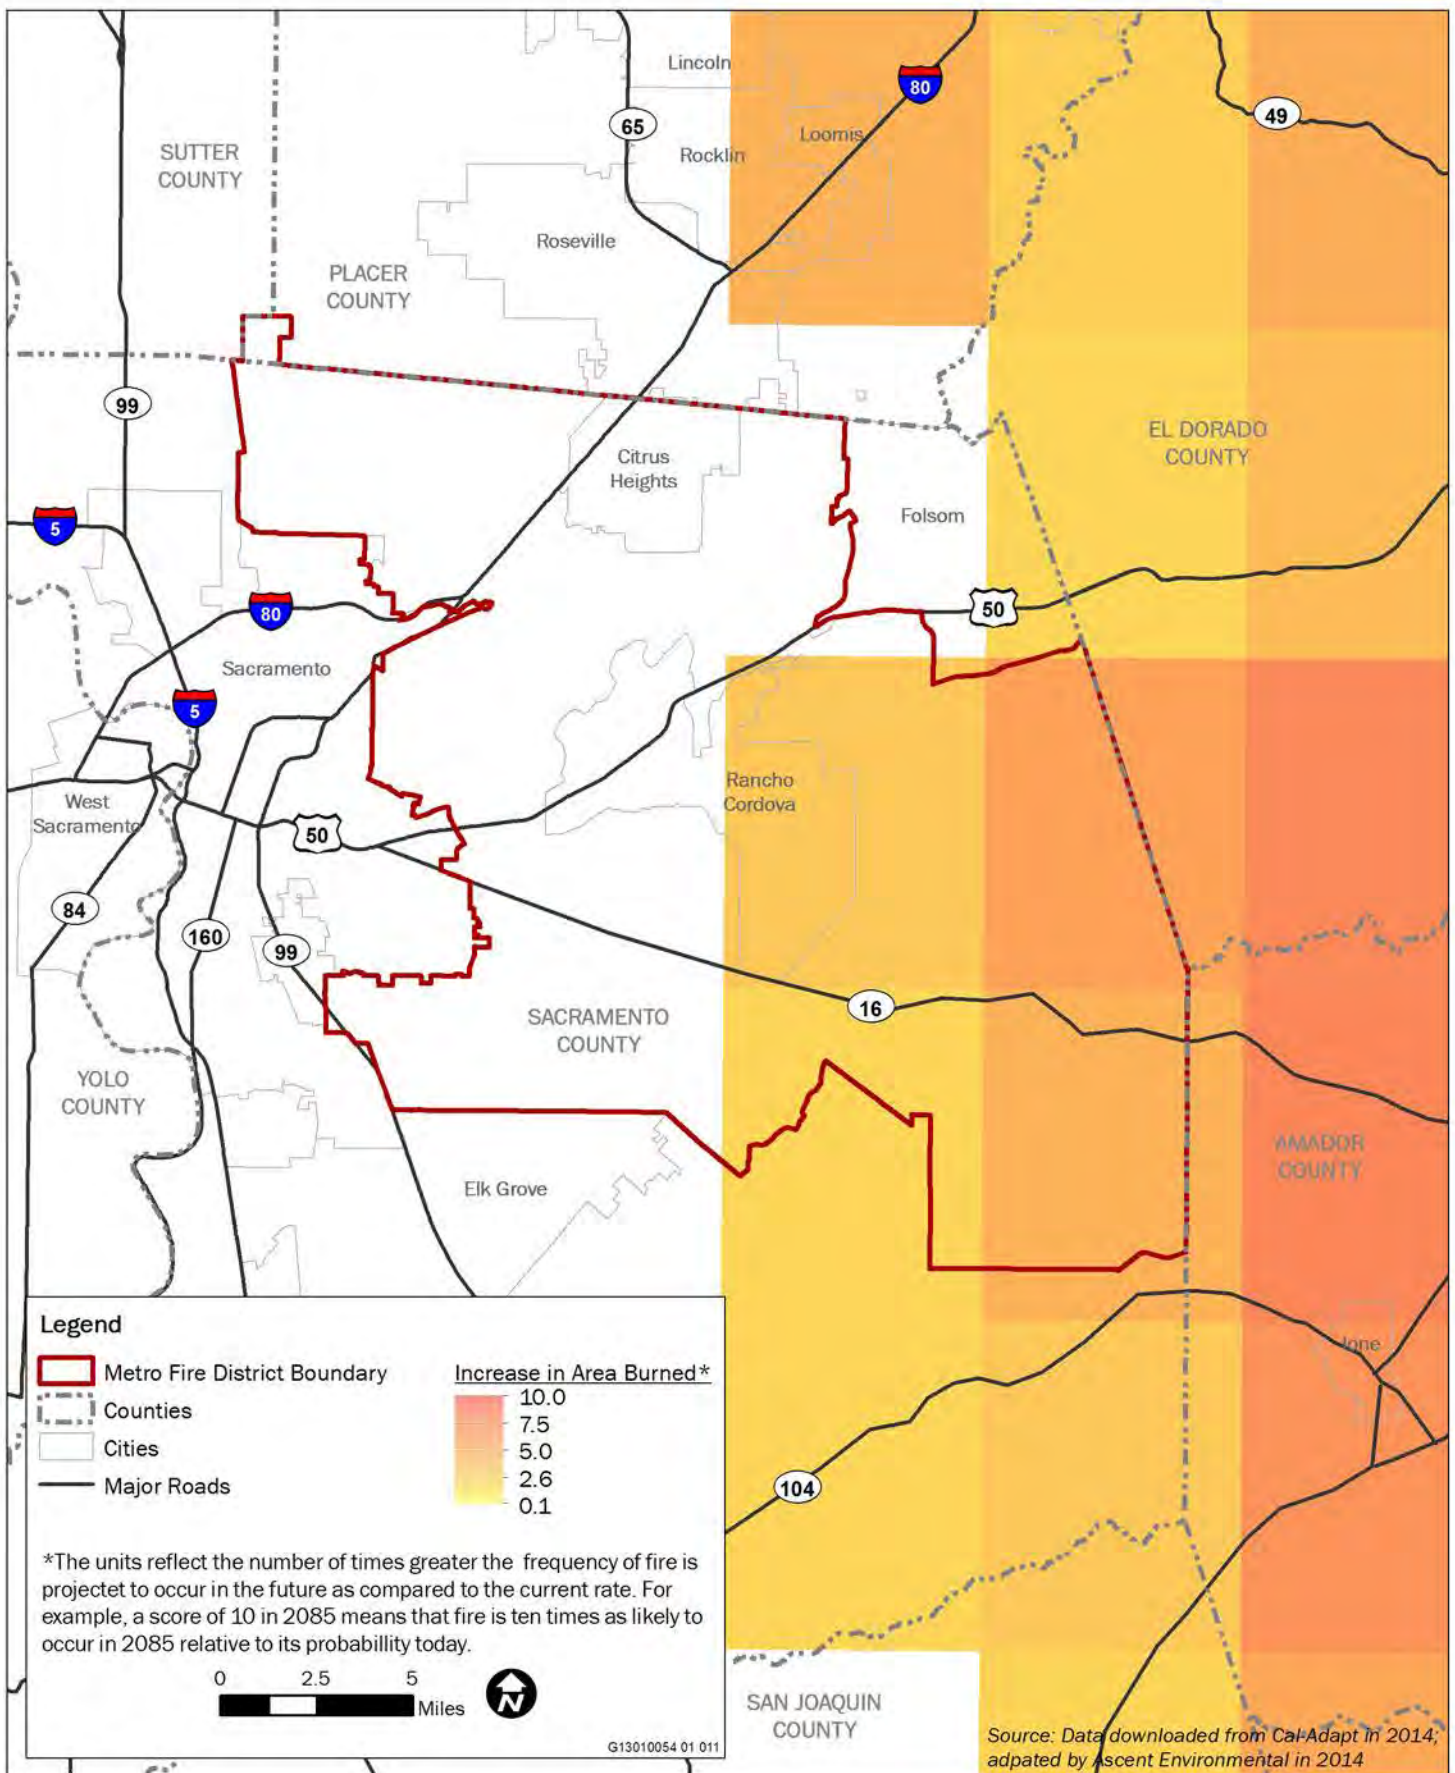 Lincoln
80
65
49
Loomis
Rocklin
SUTTER
COUNTY
Roseville
PLACER
COUNTY
99
EL DORADO
COUNTY
Citrus
Heights
Folsom
5
80
50
Sacramento
5
Rancho
Cordova
West
Sacramento
50
84
160
99
16
SACRAMENTO
COUNTY
YOLO
COUNTY
AMADOR
COUNTY
Elk Grove
Ione
104
SAN JOAQUIN
COUNTY
Legend
Metro Fire District Boundary
Counties
Cities
Major Roads
Increase in Area Burned*
10.0
7.5
5.0
2.6
0.1
*The units reflect the number of times greater the frequency of fire is
projectet to occur in the future as compared to the current rate. For
example, a score of 10 in 2085 means that fire is ten times as likely to
occur in 2085 relative to its probabillity today.
0 2.5 5
Miles
N
G13010054 01 011
Source: Data downloaded from Cal-Adapt in 2014;
adpated by Ascent Environmental in 2014